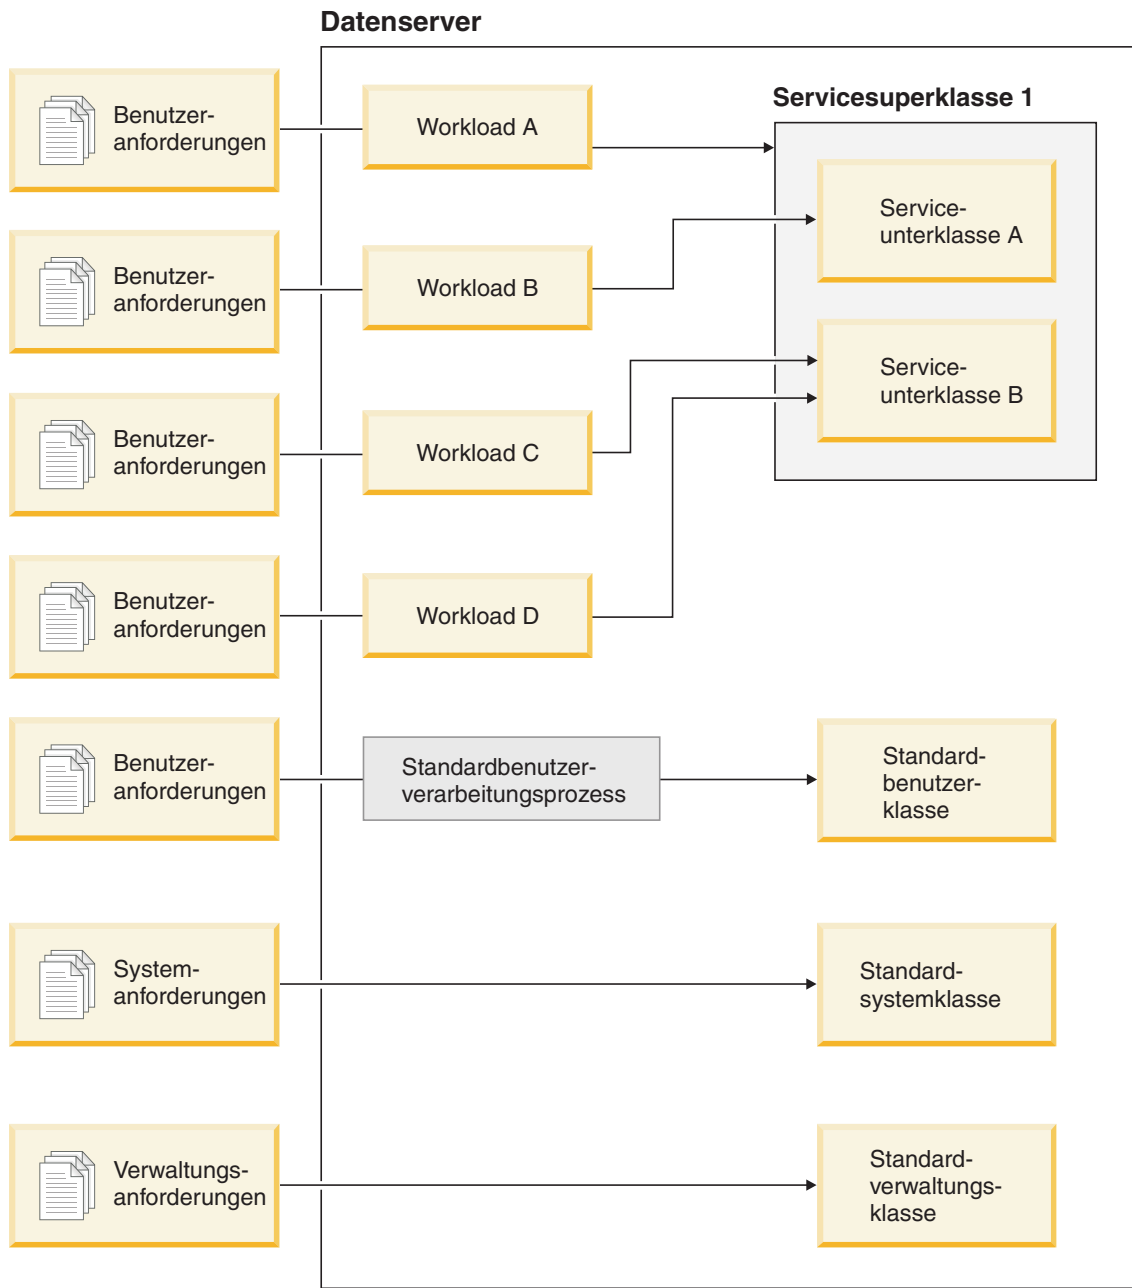 Datenserver
Benutzer-
anforderungen
Workload A
Servicesuperklasse 1
Service-
unterklasse A
Benutzer-
anforderungen
Workload B
Service-
unterklasse B
Benutzer-
anforderungen
Workload C
Benutzer-
anforderungen
Workload D
Benutzer-
anforderungen
Standardbenutzer-
verarbeitungsprozess
Standard-
benutzer-
klasse
System-
anforderungen
Standard-
systemklasse
Verwaltungs-
anforderungen
Standard-
verwaltungs-
klasse